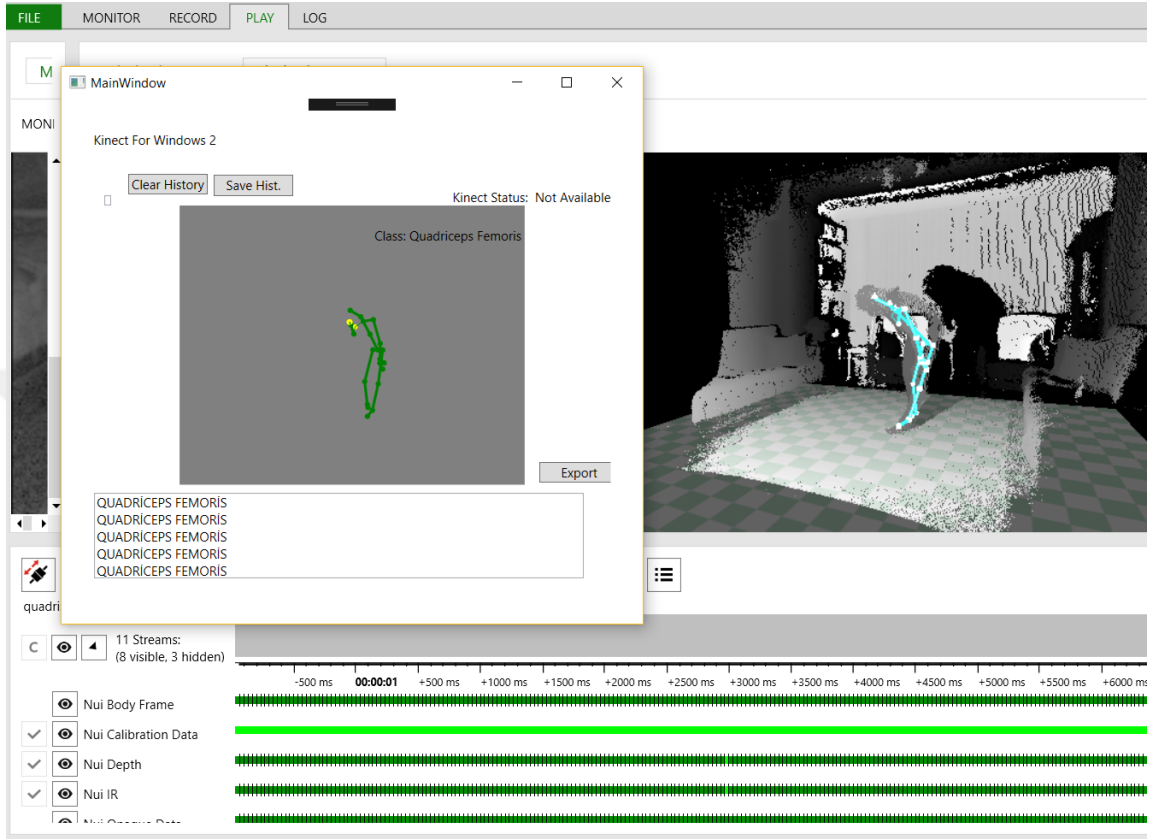 FILE MONITOR RECORD PLAY LOG
M
MainWindow
MONI
Kinect For Windows 2
Clear History Save Hist.
Kinect Status: Not Available
Class: Quadriceps Femoris
Export
QUADRİCEPS FEMORİS
QUADRİCEPS FEMORİS
QUADRİCEPS FEMORİS
QUADRİCEPS FEMORİS
QUADRİCEPS FEMORİS
quadri
C 11 Streams:
(8 visible, 3 hidden)
-500 ms 00:00:01 +500 ms +1000 ms +1500 ms +2000 ms +2500 ms +3000 ms +3500 ms +4000 ms +4500 ms +5000 ms +5500 ms +6000 ms
Nui Body Frame
Nui Calibration Data
Nui Depth
Nui IR
Nui Opaque Data